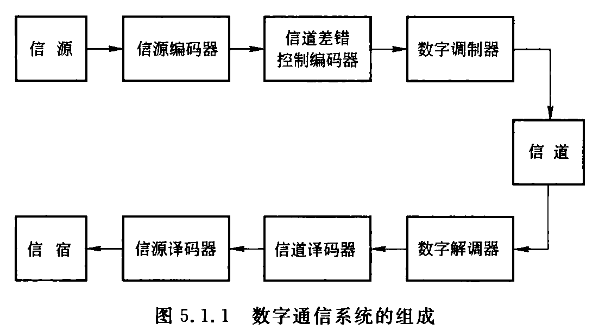 信源
信源编码器
信道差错
控制编码器
数字调制器
信道
数字解调器
信道译码器
信源译码器
信宿
图 5.1.1 数字通信系统的组成